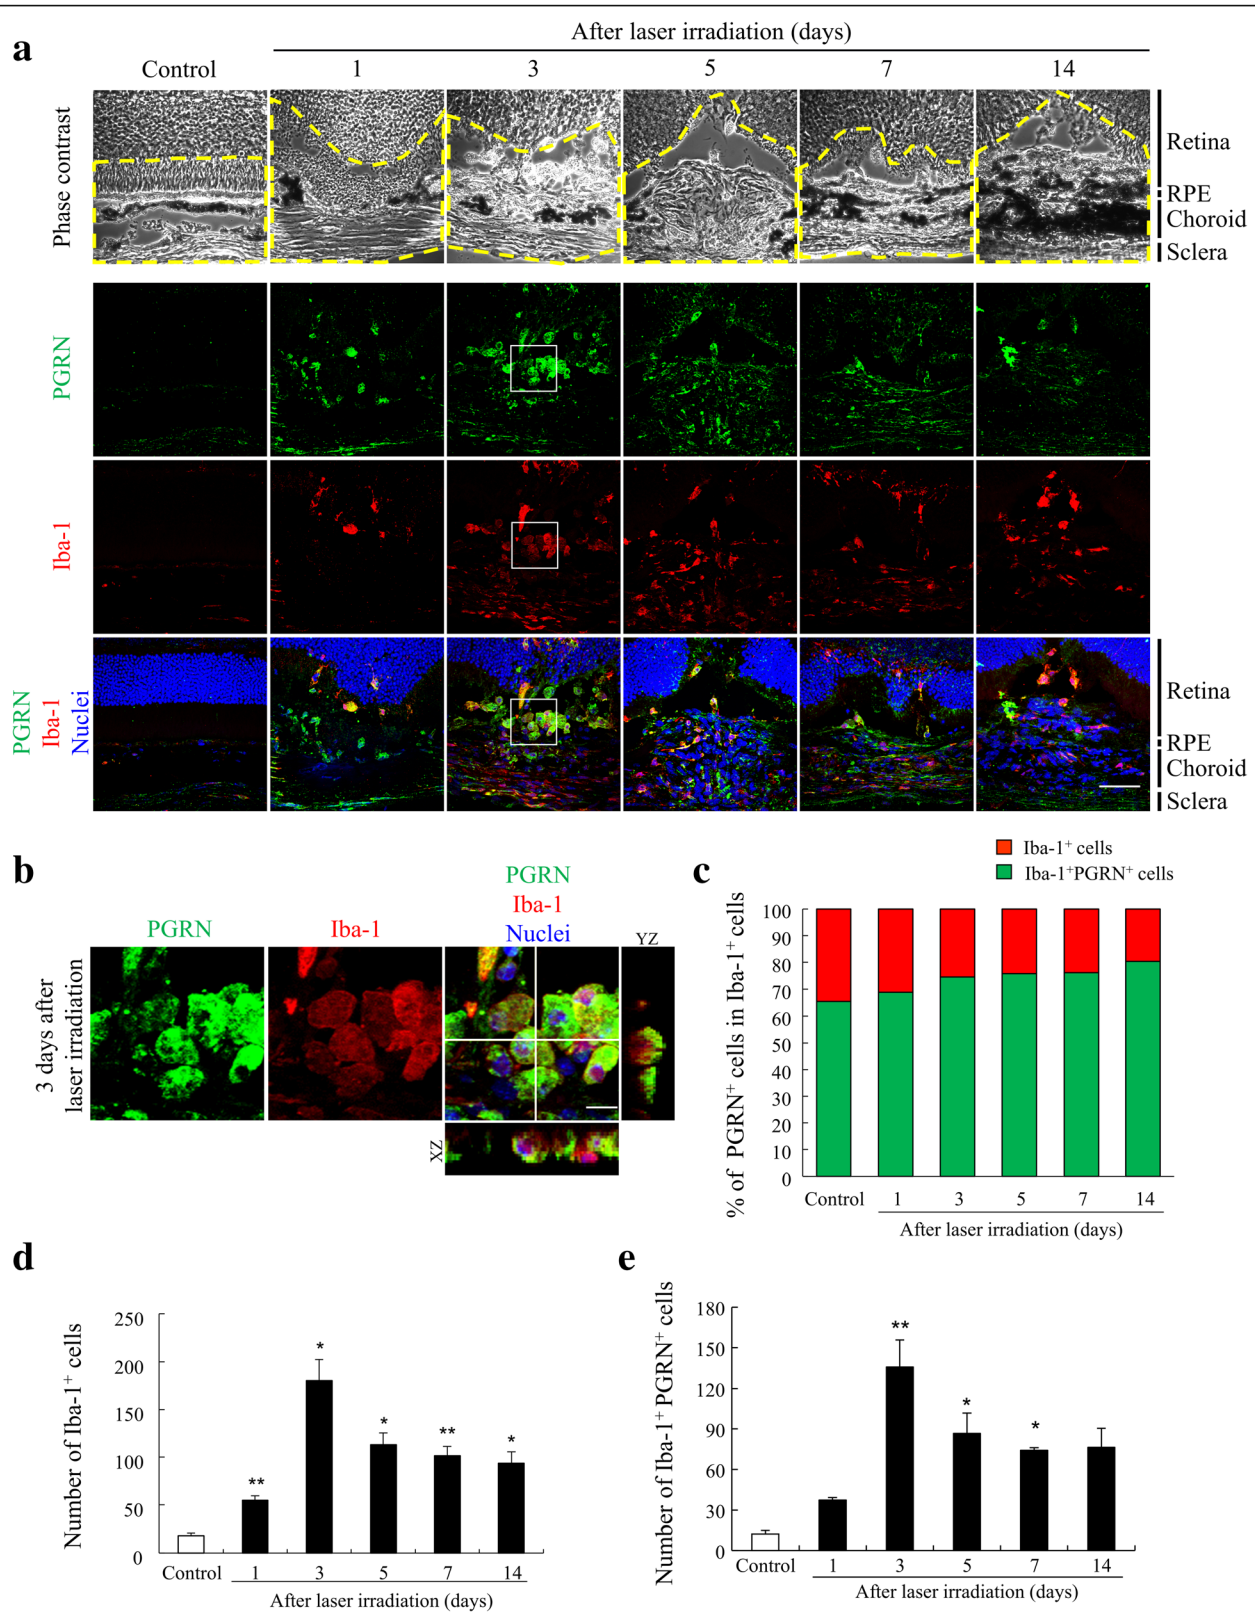 a
After laser irradiation (days)
Control 1 3 5 7 14
Phase contrast
Retina
RPE
Choroid
Sclera
PGRN
Iba-1
PGRN
Iba-1
Nuclei
Retina
RPE
Choroid
Sclera
b
PGRN
Iba-1
PGRN
Iba-1
Nuclei
YZ
3 days after
laser irradiation
XZ
c
Iba-1+ cells
Iba-1+PGRN+ cells
% of PGRN+ cells in Iba-1+ cells
100
90
80
70
60
50
40
30
20
10
0
Control 1 3 5 7 14
After laser irradiation (days)
d
Number of Iba-1+ cells
250
200
150
100
50
0
**
*
*
**
*
Control 1 3 5 7 14
After laser irradiation (days)
e
Number of Iba-1+ PGRN+ cells
180
150
120
90
60
30
0
**
*
*
Control 1 3 5 7 14
After laser irradiation (days)